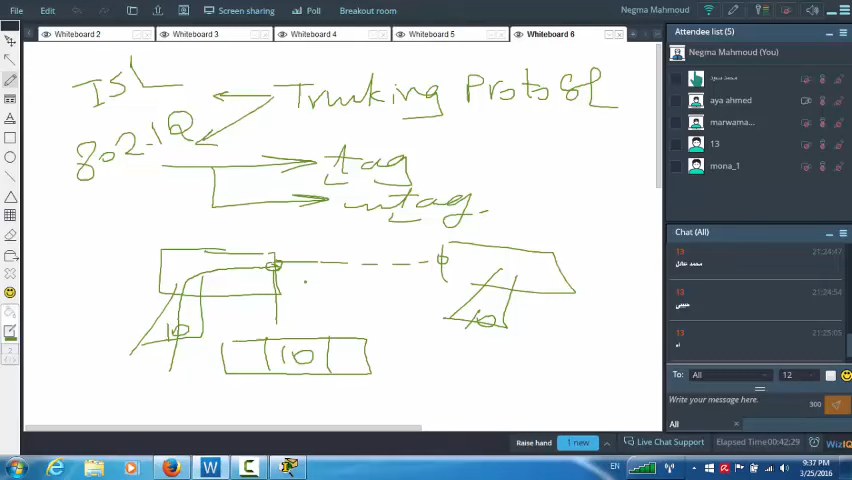 Negma Mahmoud
File
Edit
Screen sharing
Poll
Breakout room
Whiteboard 2
Whiteboard 3
Whiteboard 4
Whiteboard 5
Whiteboard 6
Attendee list (5)
Negma Mahmoud (You)
aya ahmed
marwama...
13
mona_1
ISL
Trunking Protocol
802.1Q
tag
untag.
10
10
10
Chat (All)
13
21:24:47
13
21:24:54
حبيبى
13
21:25:05
اه
To:
All
12
Write your message here.
300
All
Raise hand
1 new
Live Chat Support
Elapsed Time: 00:42:29
WizIQ
EN
9:37 PM
3/25/2016